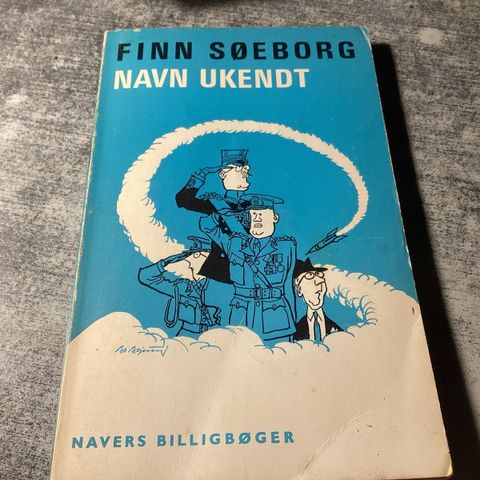 FINN SØEBORG
NAVN UKENDT
NAVERS BILLIGBØGER